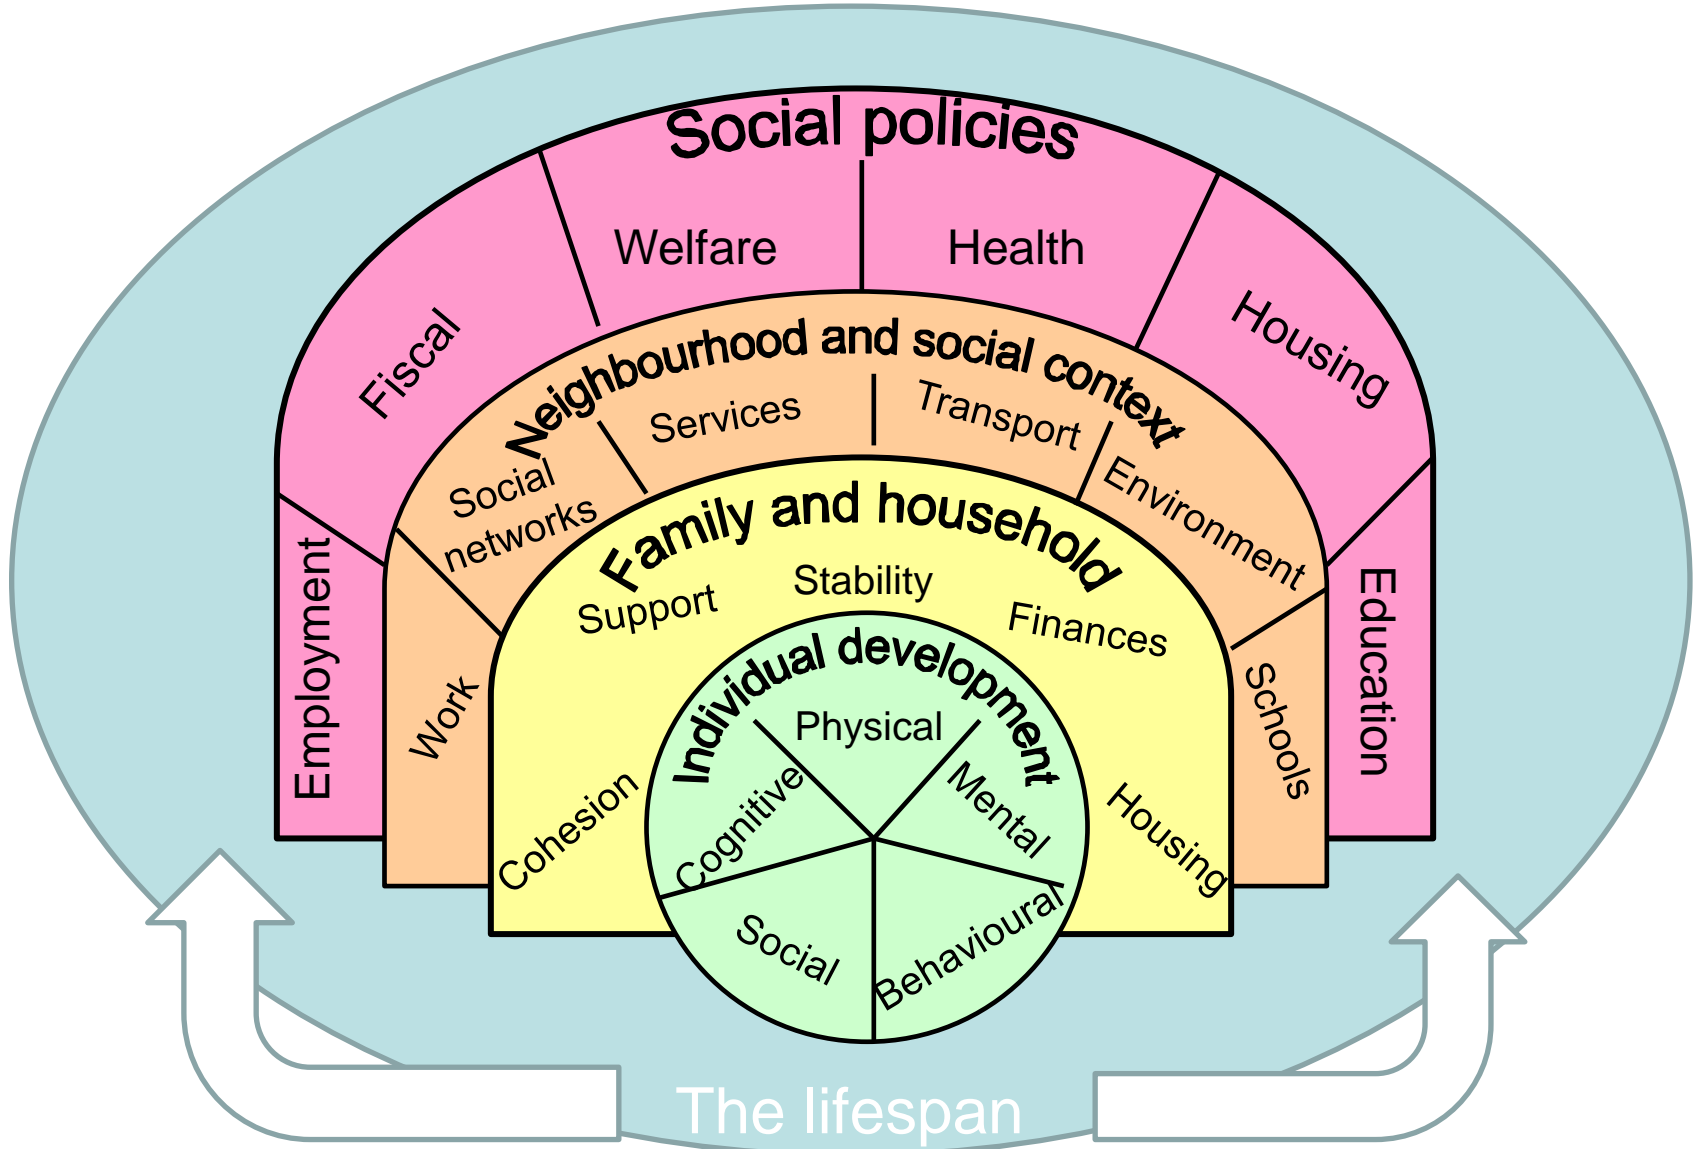 Social policies
Employment
Fiscal
Welfare
Health
Housing
Education
Neighbourhood and social context
Work
Social
networks
Services
Transport
Environment
Schools
Family and household
Cohesion
Support
Stability
Finances
Housing
Individual development
Cognitive
Physical
Mental
Social
Behavioural
The lifespan